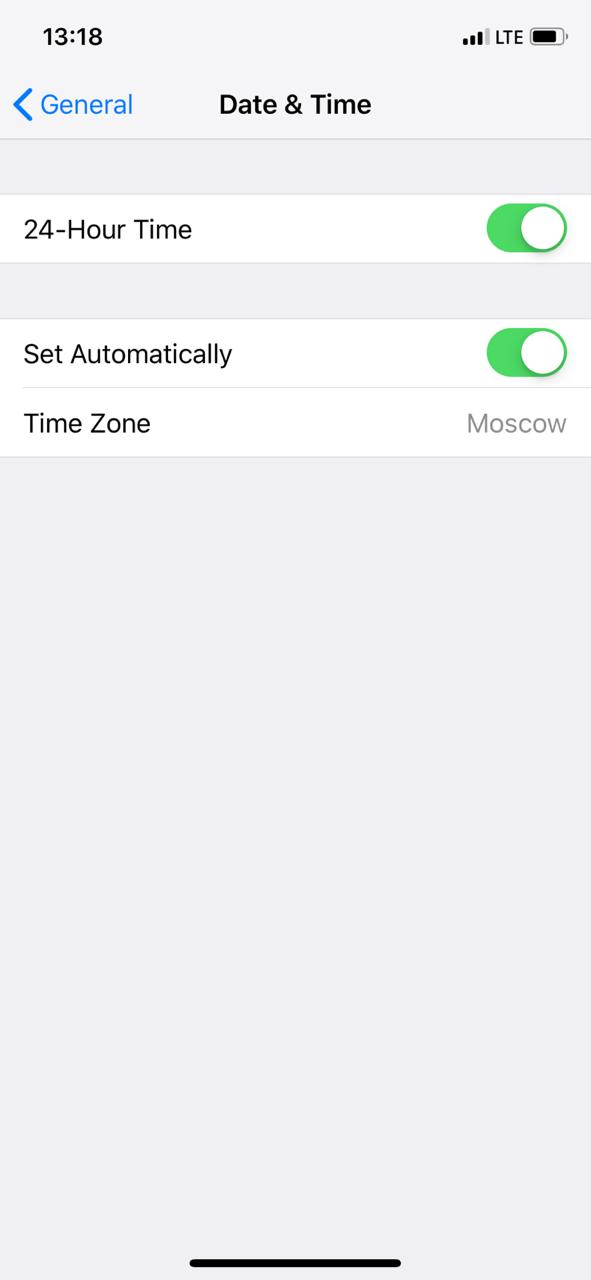 13:18 LTE
General Date & Time
24-Hour Time
Set Automatically
Time Zone Moscow